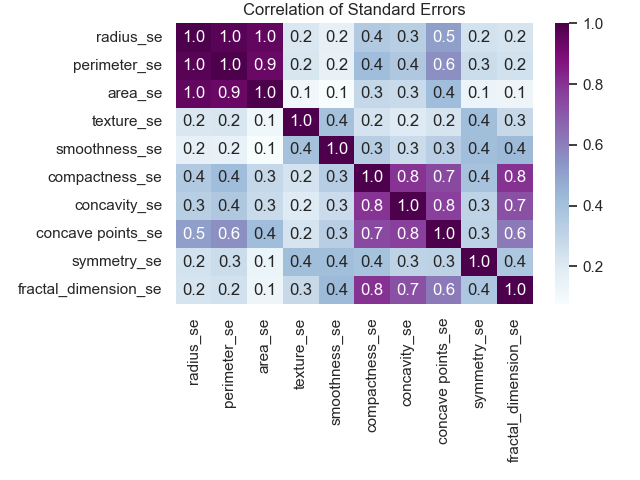 Correlation of Standard Errors
radius_se 1.0 1.0 1.0 0.2 0.2 0.4 0.3 0.5 0.2 0.2
perimeter_se 1.0 1.0 0.9 0.2 0.2 0.4 0.4 0.6 0.3 0.2
area_se 1.0 0.9 1.0 0.1 0.1 0.3 0.3 0.4 0.1 0.1
texture_se 0.2 0.2 0.1 1.0 0.4 0.2 0.2 0.2 0.4 0.3
smoothness_se 0.2 0.2 0.1 0.4 1.0 0.3 0.3 0.3 0.4 0.4
compactness_se 0.4 0.4 0.3 0.2 0.3 1.0 0.8 0.7 0.4 0.8
concavity_se 0.3 0.4 0.3 0.2 0.3 0.8 1.0 0.8 0.3 0.7
concave points_se 0.5 0.6 0.4 0.2 0.3 0.7 0.8 1.0 0.3 0.6
symmetry_se 0.2 0.3 0.1 0.4 0.4 0.4 0.3 0.3 1.0 0.4
fractal_dimension_se 0.2 0.2 0.1 0.3 0.4 0.8 0.7 0.6 0.4 1.0
radius_se
perimeter_se
area_se
texture_se
smoothness_se
compactness_se
concavity_se
concave points_se
symmetry_se
fractal_dimension_se
1.0
0.8
0.6
0.4
0.2